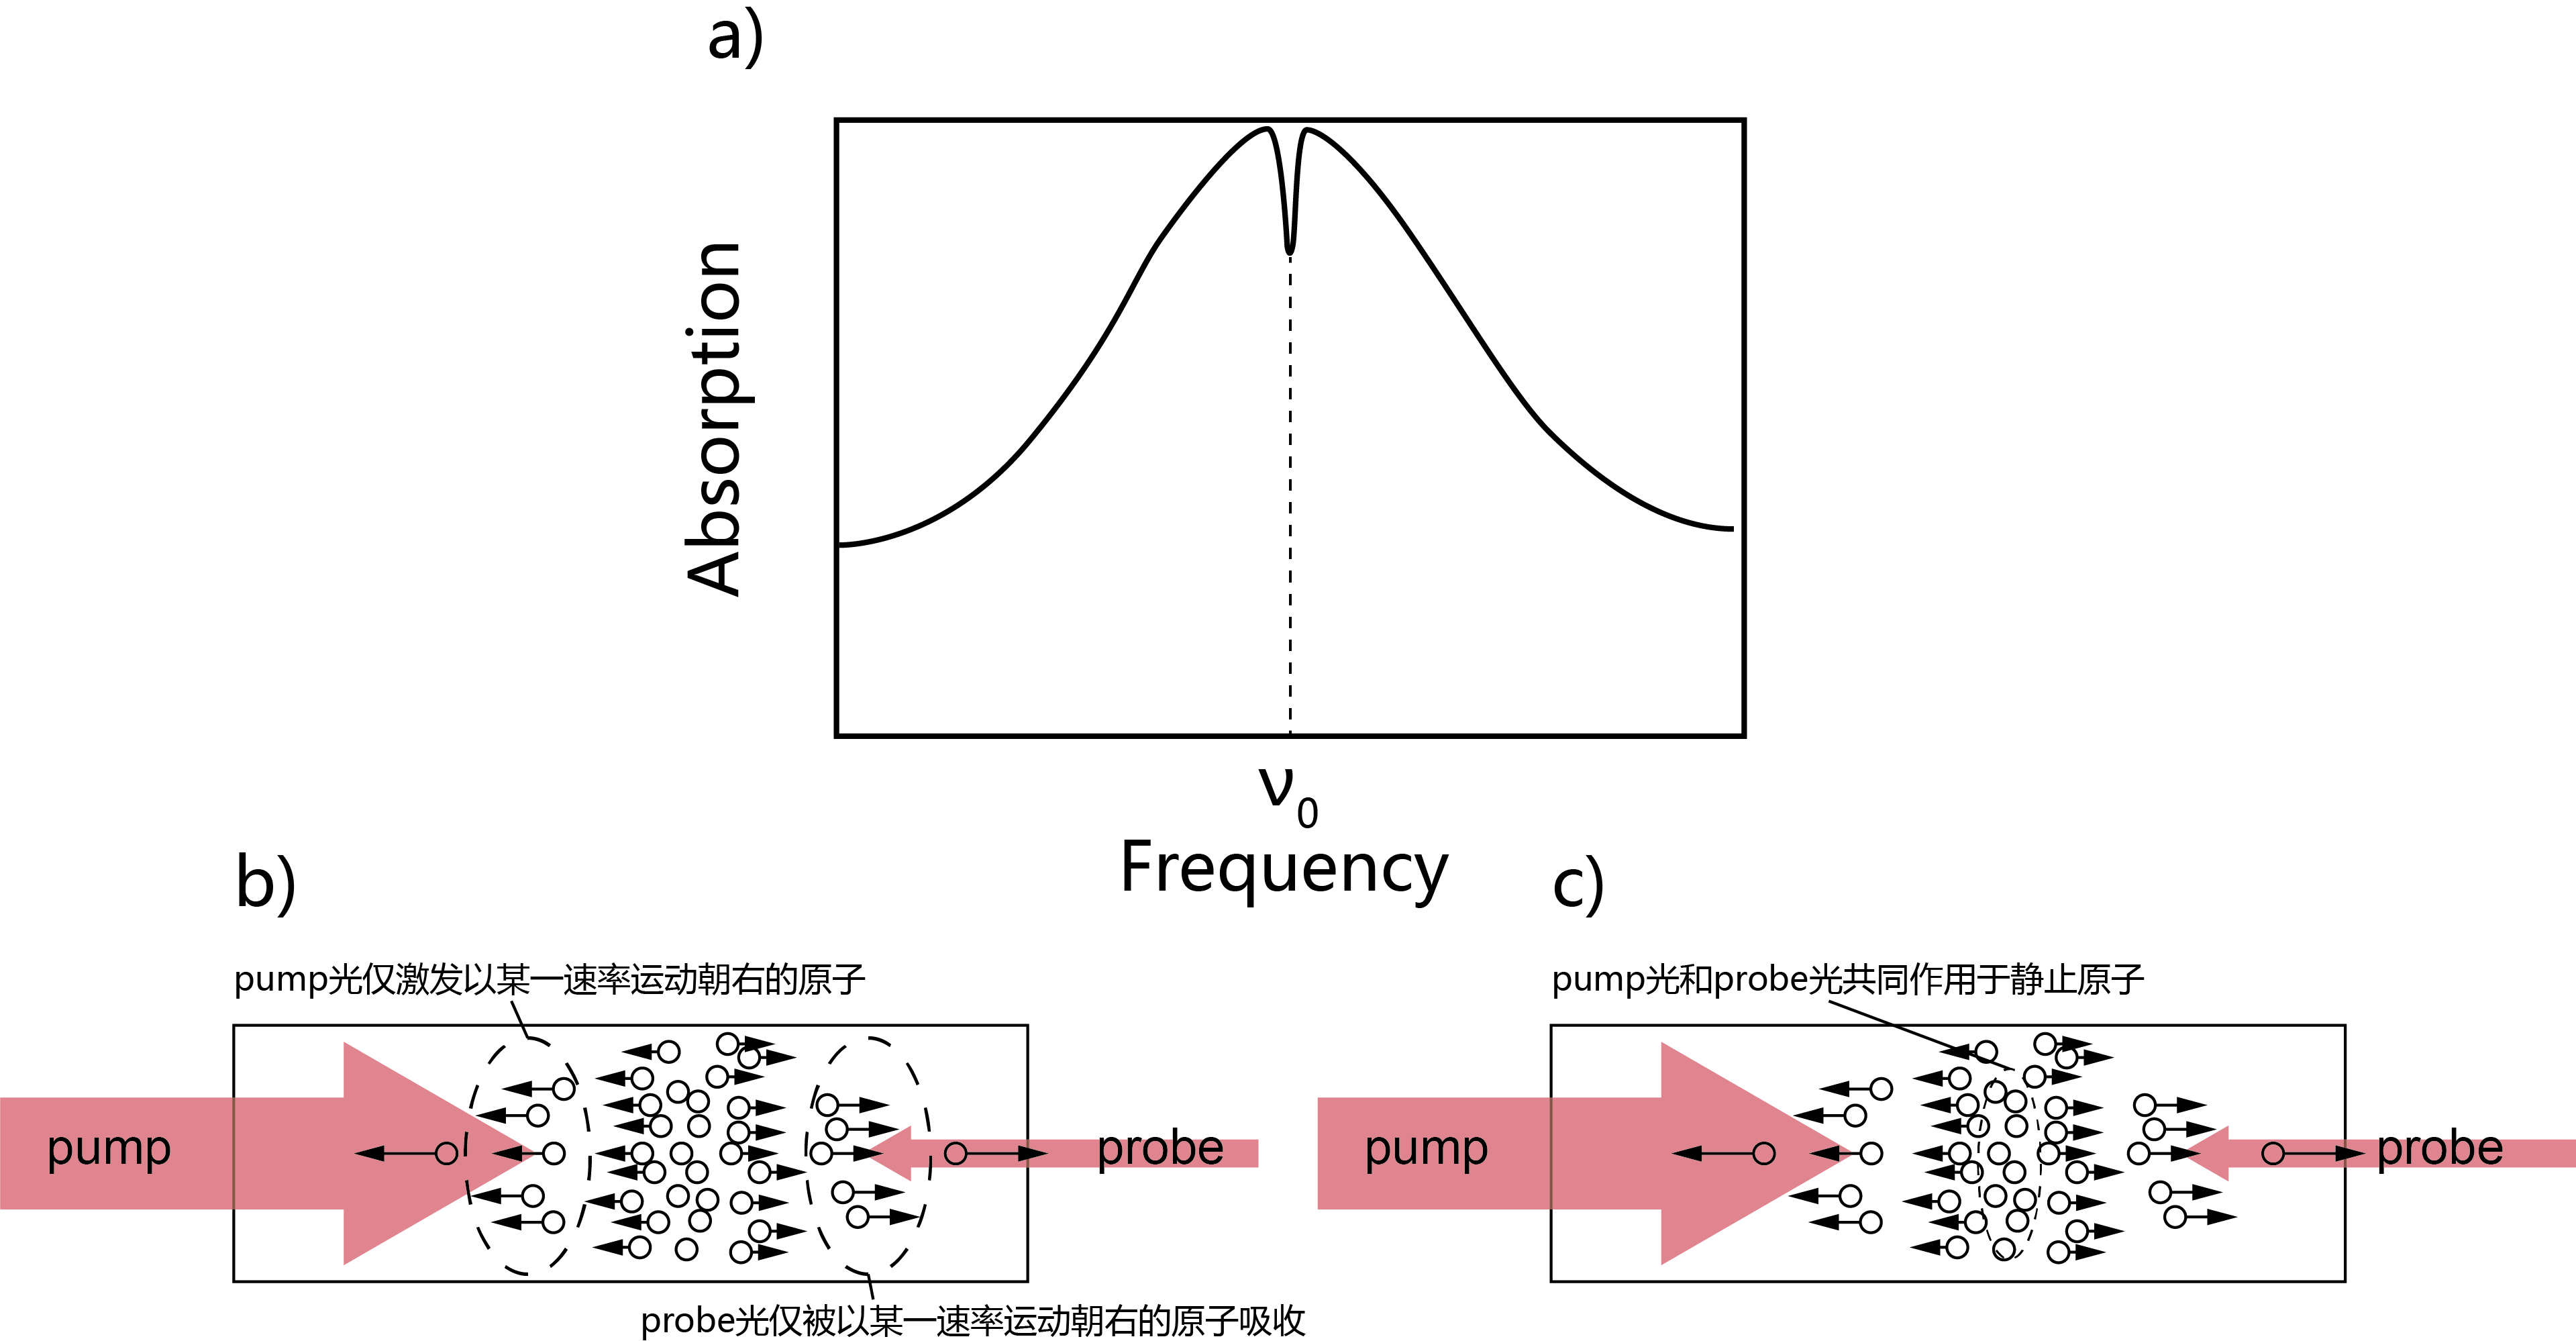 a)
Absorption
ν0
Frequency
b)
pump光仅激发以某一速率运动朝右的原子
pump
probe
probe光仅被以某一速率运动朝右的原子吸收
c)
pump光和probe光共同作用于静止原子
pump
probe